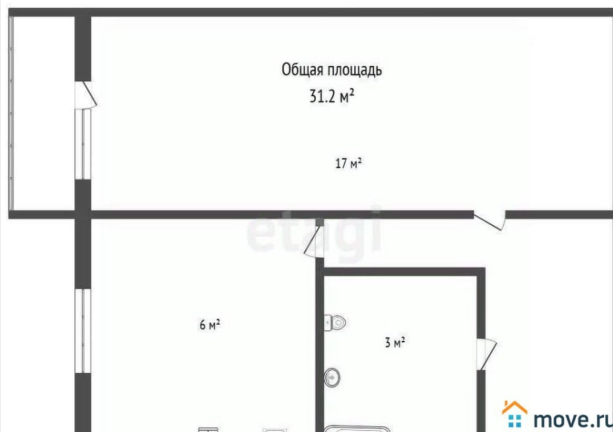 Общая площадь
31.2 м²
17 м²
etagi
6 м²
3 м²
move.ru